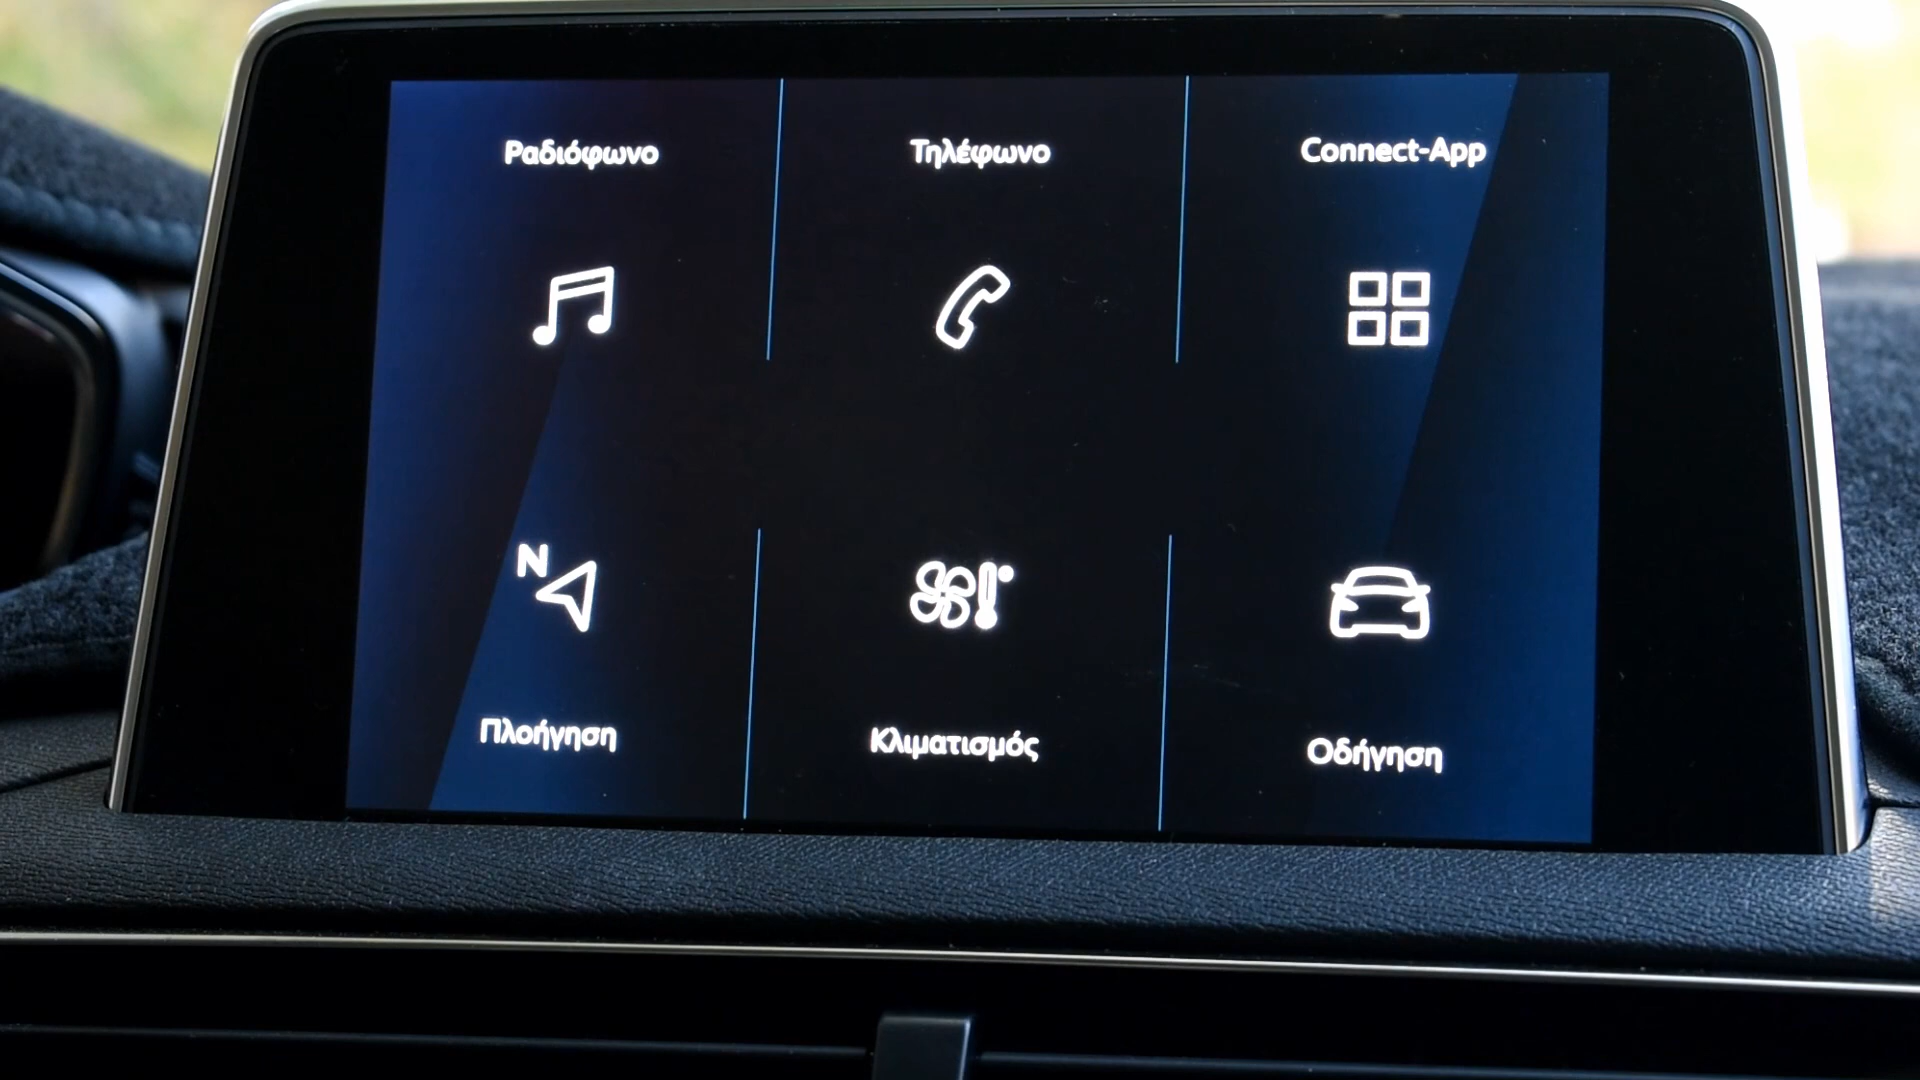 Ραδιόφωνο
Τηλέφωνο
Connect-App
N
Πλοήγηση
Κλιματισμός
Οδήγηση